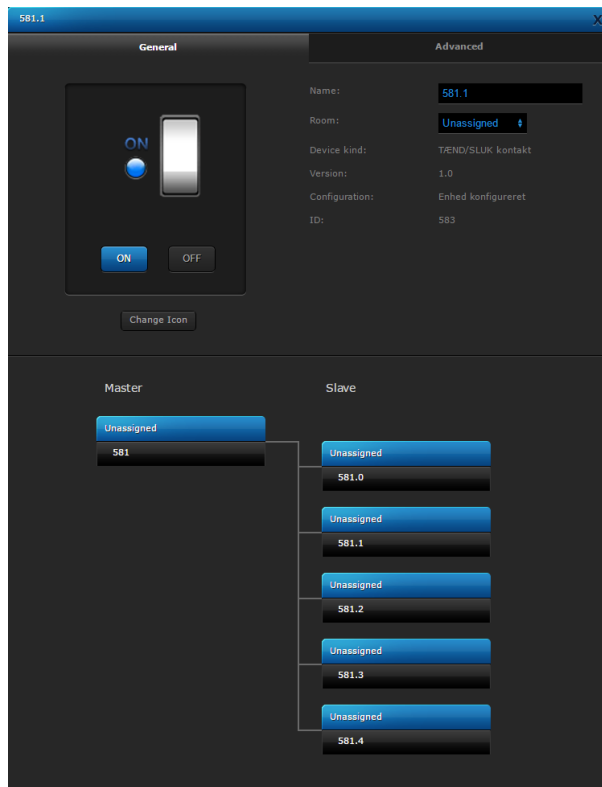 581.1
X
General
Advanced
ON
ON
OFF
Change Icon
Name:
581.1
Room:
Unassigned
Device kind:
TÆND/SLUK kontakt
Version:
1.0
Configuration:
Enhed konfigureret
ID:
583
Master
Slave
Unassigned
581
Unassigned
581.0
Unassigned
581.1
Unassigned
581.2
Unassigned
581.3
Unassigned
581.4